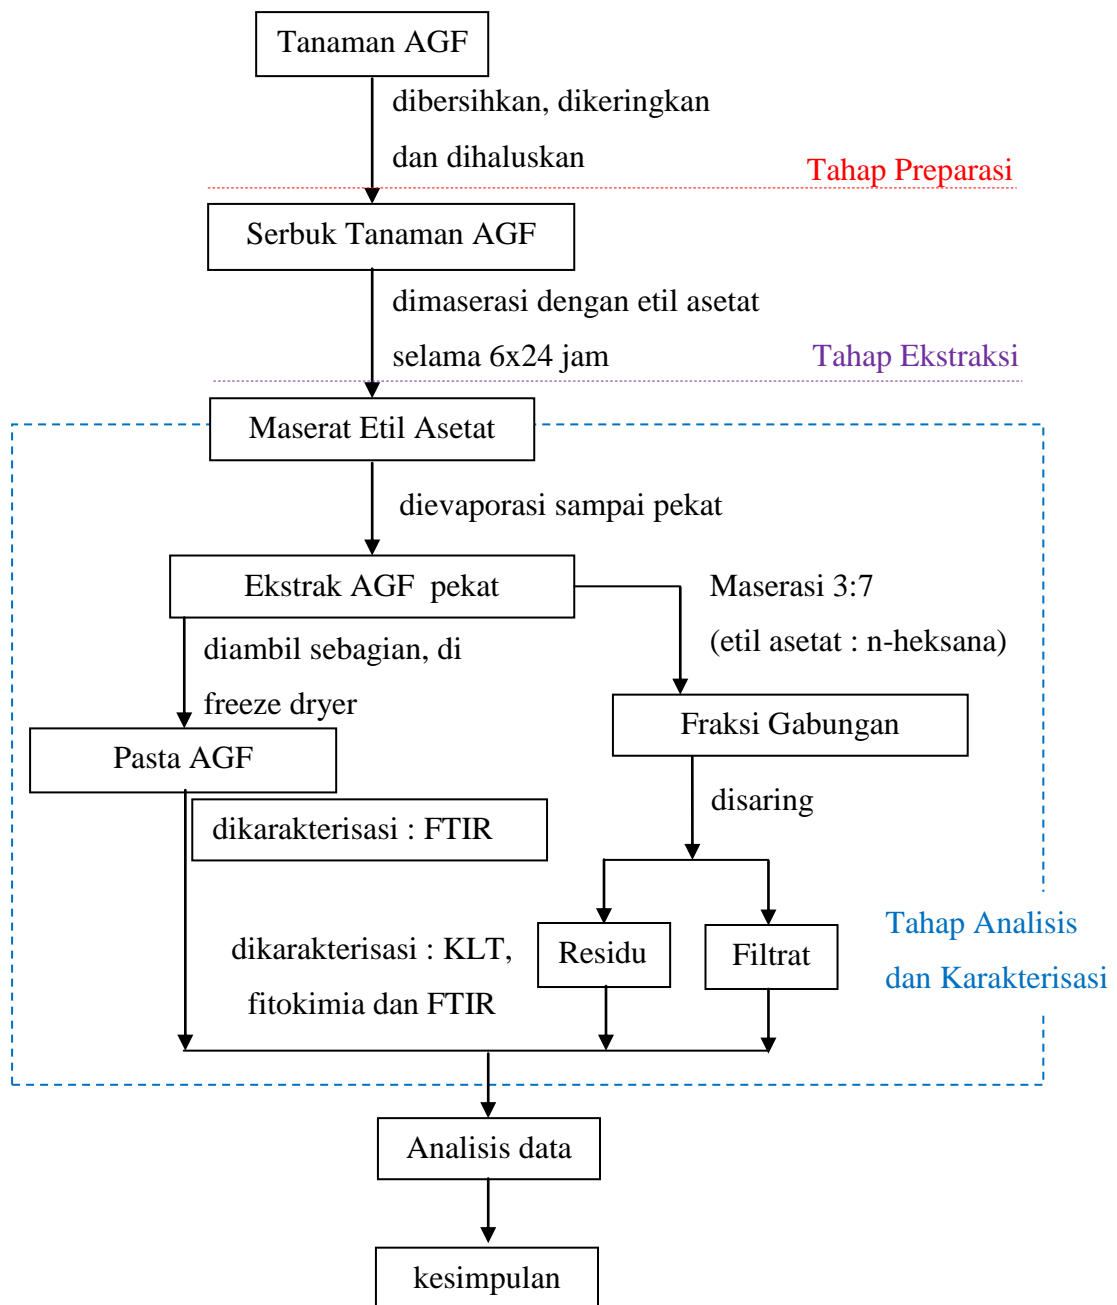 Tanaman AGF
dibersihkan, dikeringkan
dan dihaluskan
Tahap Preparasi
Serbuk Tanaman AGF
dimaserasi dengan etil asetat
selama 6x24 jam
Tahap Ekstraksi
Maserat Etil Asetat
dievaporasi sampai pekat
Ekstrak AGF pekat
Maserasi 3:7
(etil asetat : n-heksana)
diambil sebagian, di
freeze dryer
Fraksi Gabungan
Pasta AGF
disaring
dikarakterisasi : FTIR
Residu
Filtrat
Tahap Analisis
dan Karakterisasi
dikarakterisasi : KLT,
fitokimia dan FTIR
Analisis data
kesimpulan